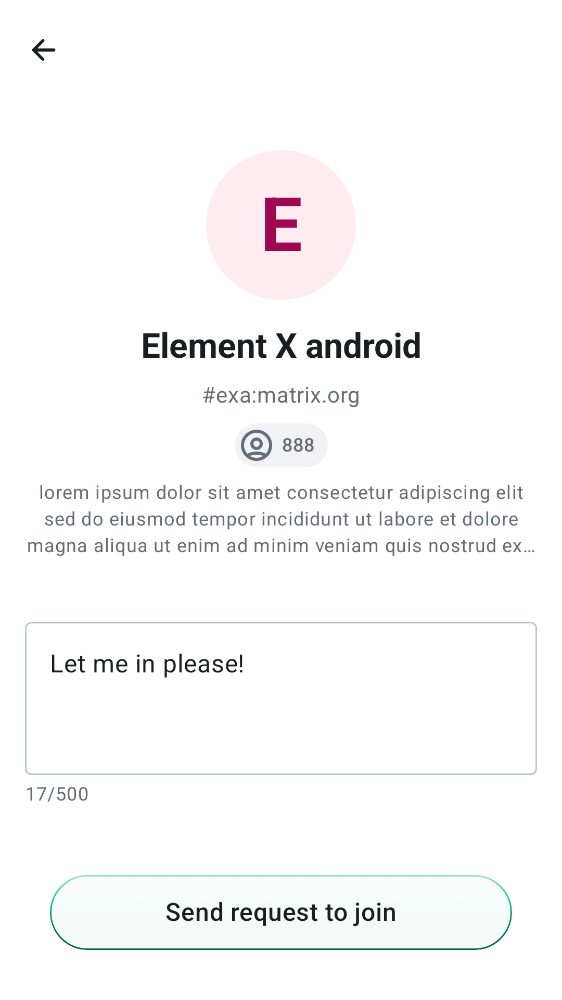 E
Element X android
#exa:matrix.org
888
lorem ipsum dolor sit amet consectetur adipiscing elit
sed do eiusmod tempor incididunt ut labore et dolore
magna aliqua ut enim ad minim veniam quis nostrud ex…
Let me in please!
17/500
Send request to join